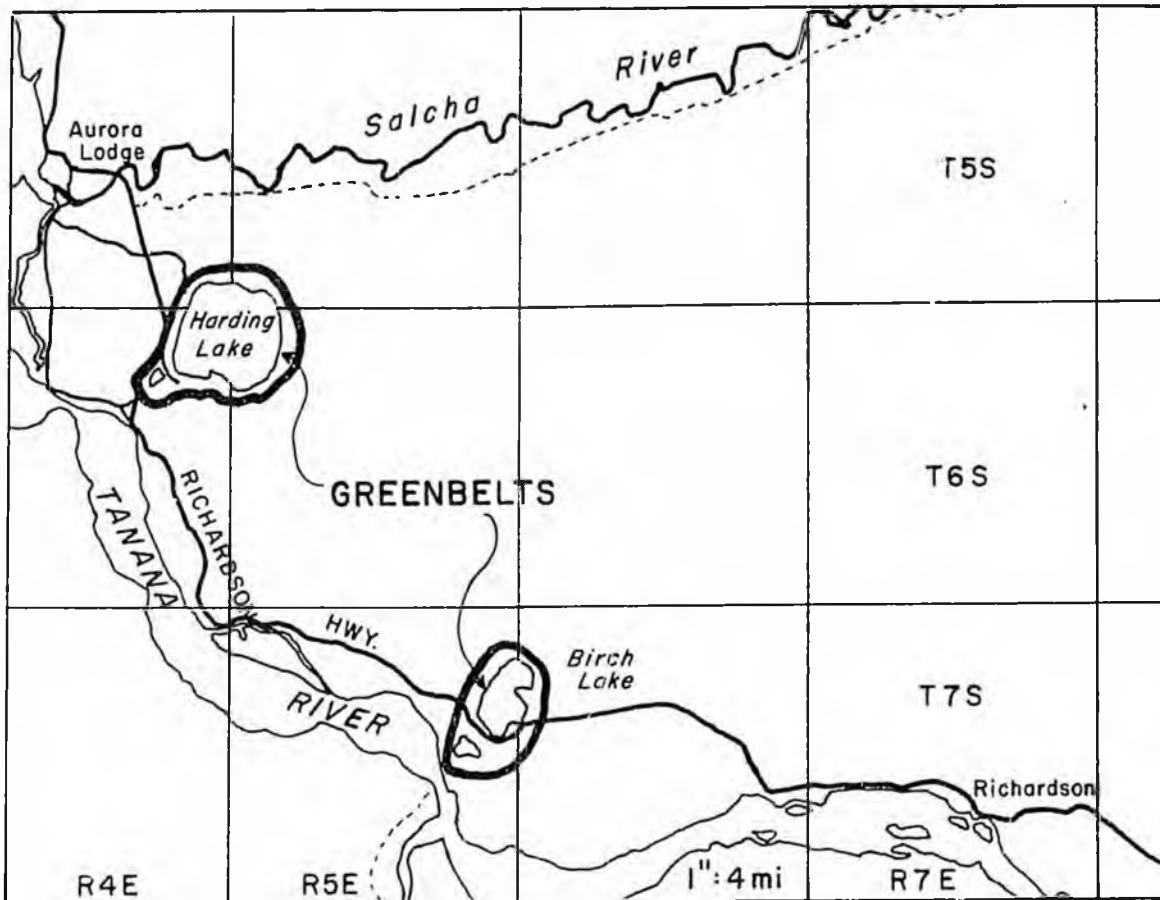 Salcha River
Aurora
Lodge
T5S
Harding
Lake
T6S
GREENBELTS
TANANA
RICHARDSON
HWY.
Birch
Lake
T7S
RIVER
Richardson
R4E
R5E
1":4mi
R7E